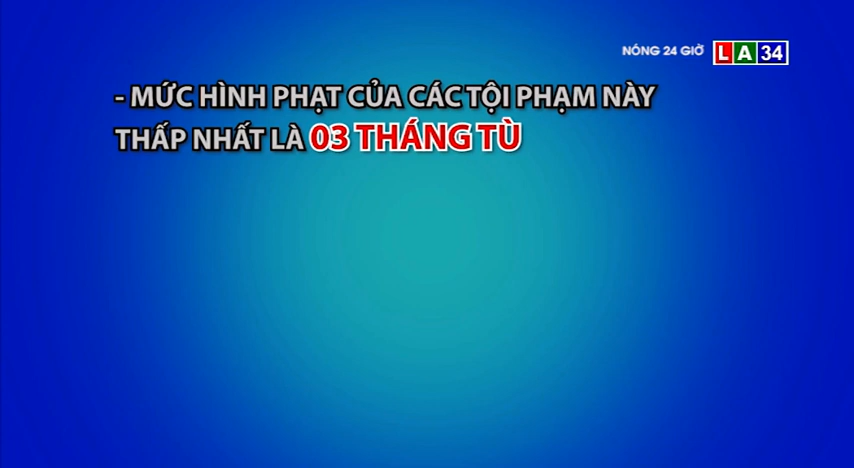 NÓNG 24 GIỜ LA34
- MỨC HÌNH PHẠT CỦA CÁC TỘI PHẠM NÀY
THẤP NHẤT LÀ 03 THÁNG TÙ